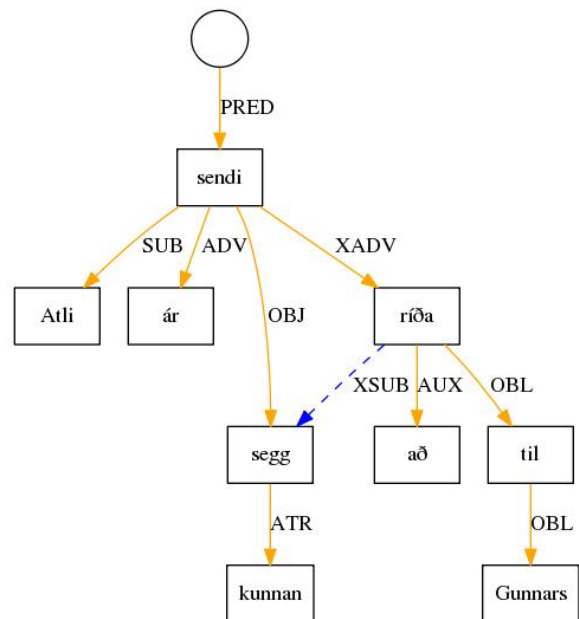 PRED
sendi
SUB
ADV
XADV
Atli
ár
OBJ
ríða
XSUB
AUX
OBL
segg
að
til
ATR
OBL
kunnan
Gunnars